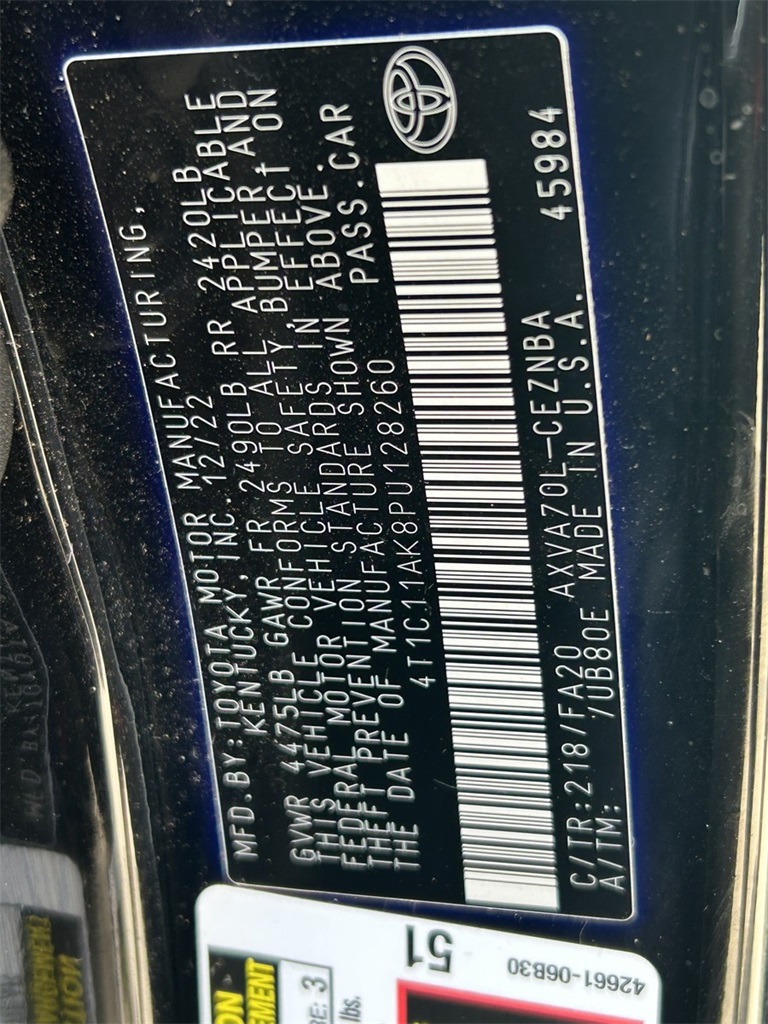 MFD.BY:TOYOTA MOTOR MANUFACTURING,
KENTUCKY, INC. 12/22
GVWR 4475LB GAWR FR 2490LB RR 2420LB
THIS VEHICLE CONFORMS TO ALL APPLICABLE
FEDERAL MOTOR VEHICLE SAFETY, BUMPER AND
THEFT PREVENTION STANDARDS IN EFFECT ON
THE DATE OF MANUFACTURE SHOWN ABOVE.
4T1C11AK8PU128260 PASS.CAR
C/TR:218/FA20 AXVA70L-CEZNBA 45984
A/TM: /UB80E MADE IN U.S.A.
51
42661-06B30